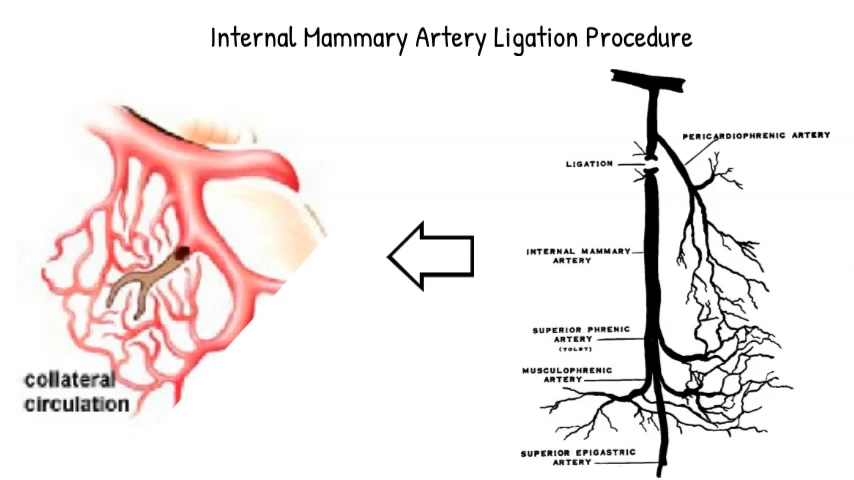 Internal Mammary Artery Ligation Procedure
PERICARDIOPHRENIC ARTERY
LIGATION
INTERNAL MAMMARY
ARTERY
SUPERIOR PHRENIC
ARTERY
(TOLDT)
MUSCULOPHRENIC
ARTERY
SUPERIOR EPIGASTRIC
ARTERY
collateral
circulation